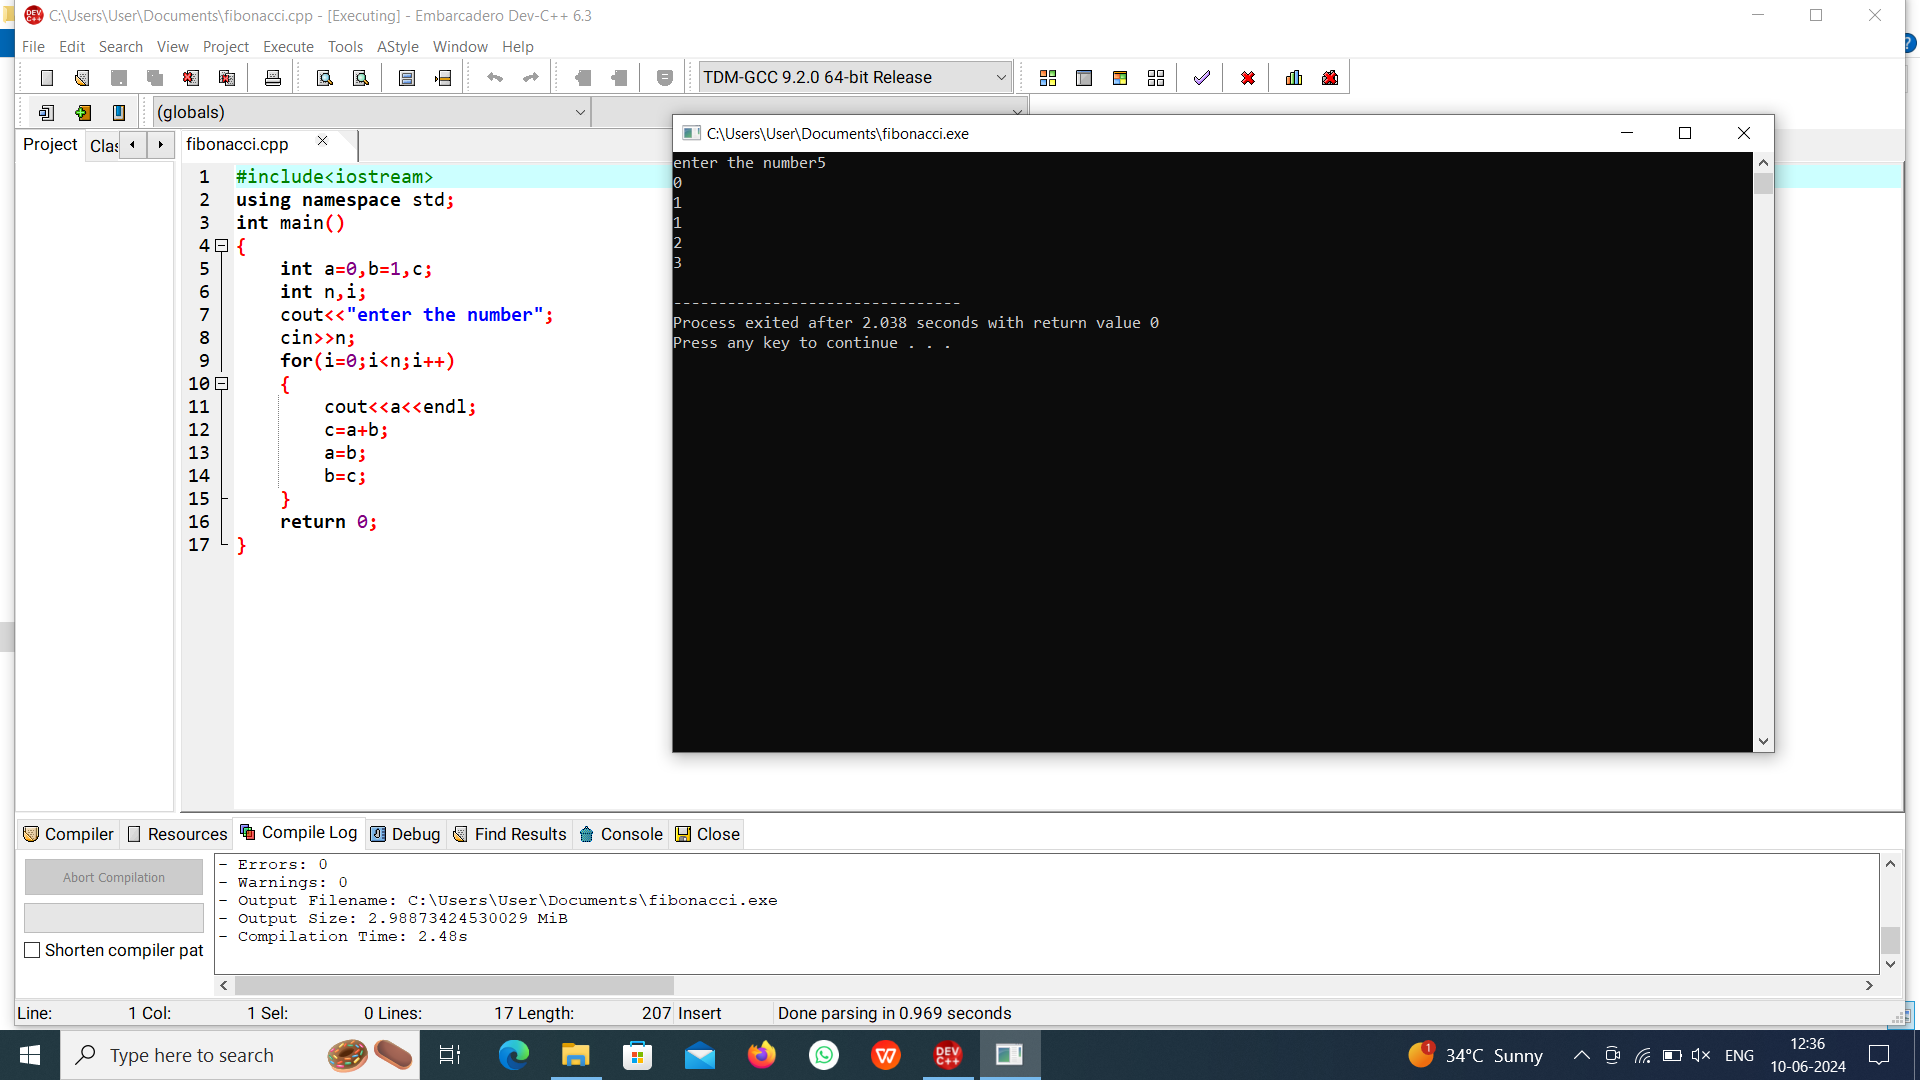 C:\Users\User\Documents\fibonacci.cpp - [Executing] - Embarcadero Dev-C++ 6.3
File Edit Search View Project Execute Tools AStyle Window Help
TDM-GCC 9.2.0 64-bit Release
(globals)
Project Clas fibonacci.cpp
1 #include<iostream>
2 using namespace std;
3 int main()
4 {
5 int a=0,b=1,c;
6 int n,i;
7 cout<<"enter the number";
8 cin>>n;
9 for(i=0;i<n;i++)
10 {
11 cout<<a<<endl;
12 c=a+b;
13 a=b;
14 b=c;
15 }
16 return 0;
17 }
C:\Users\User\Documents\fibonacci.exe
enter the number5
0
1
1
2
3
--------------------------------
Process exited after 2.038 seconds with return value 0
Press any key to continue . . .
Compiler Resources Compile Log Debug Find Results Console Close
Abort Compilation
Shorten compiler pat
- Errors: 0
- Warnings: 0
- Output Filename: C:\Users\User\Documents\fibonacci.exe
- Output Size: 2.98873424530029 MiB
- Compilation Time: 2.48s
Line: 1 Col: 1 Sel: 0 Lines: 17 Length: 207 Insert Done parsing in 0.969 seconds
Type here to search
DEV C++
1
34°C Sunny
ENG
12:36
10-06-2024